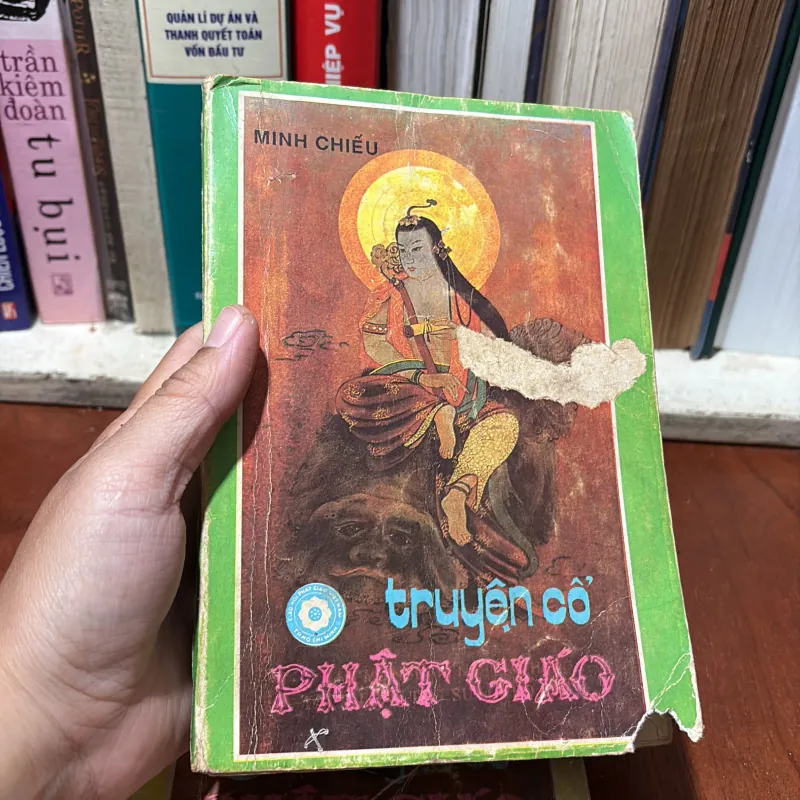 QUẢN LÍ DỰ ÁN VÀ
THANH QUYẾT TOÁN
VỐN ĐẦU TƯ
trần
kiêm
đoàn
tu bụi
MINH CHIẾU
truyện cổ
PHẬT GIÁO